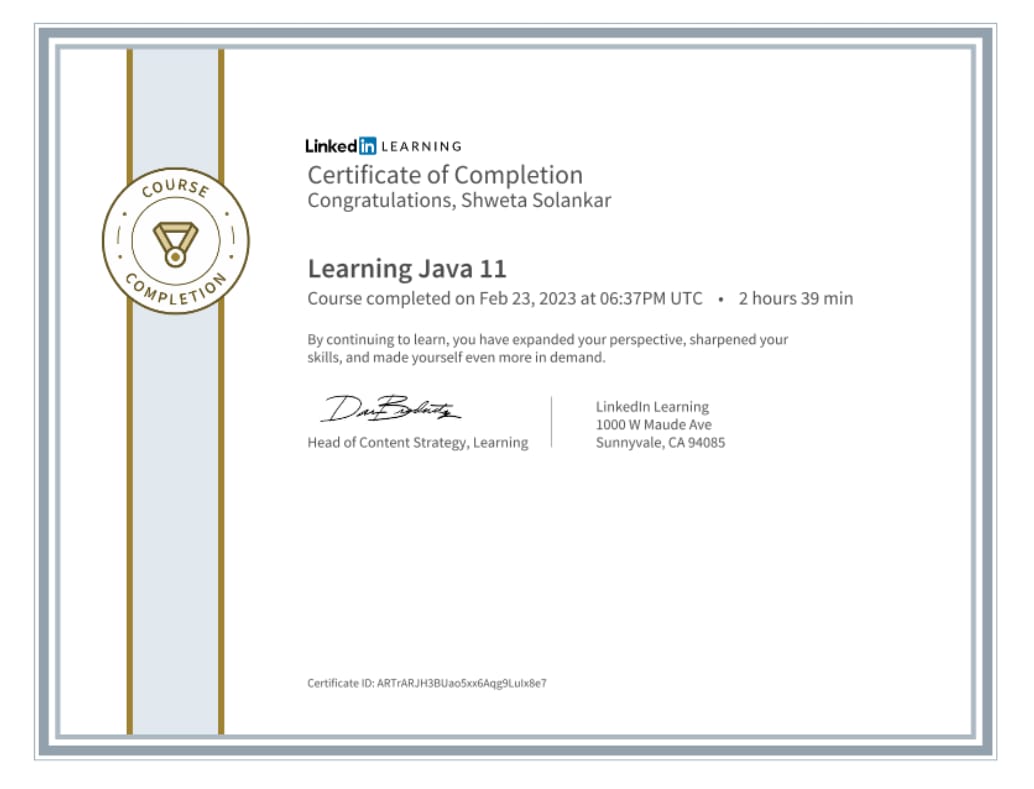 COURSE
COMPLETION
Linkedin LEARNING
Certificate of Completion
Congratulations, Shweta Solankar
Learning Java 11
Course completed on Feb 23, 2023 at 06:37PM UTC • 2 hours 39 min
By continuing to learn, you have expanded your perspective, sharpened your
skills, and made yourself even more in demand.
Head of Content Strategy, Learning
LinkedIn Learning
1000 W Maude Ave
Sunnyvale, CA 94085
Certificate ID: ARTrARJH3BUao5xx6Aqg9LuIx8e7